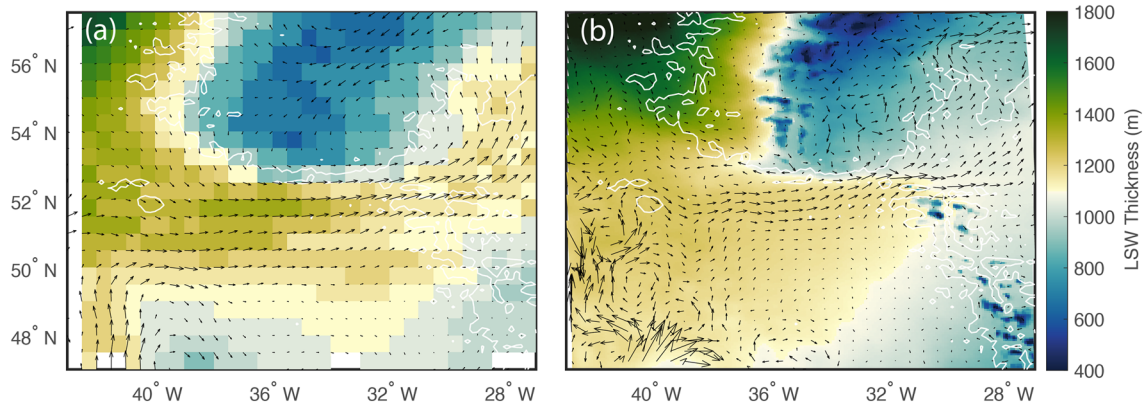 (a)
(b)
56° N
54° N
52° N
50° N
48° N
40° W
36° W
32° W
28° W
40° W
36° W
32° W
28° W
1800
1600
1400
1200
1000
800
600
400
LSW Thickness (m)